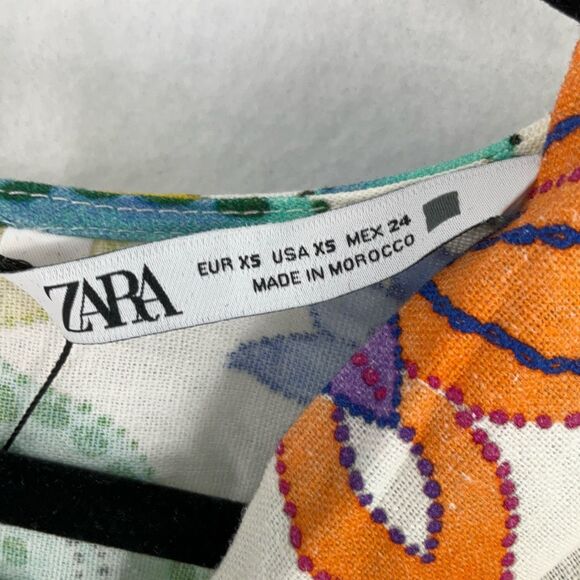 ZARA
EUR XS USA XS MEX 24
MADE IN MOROCCO